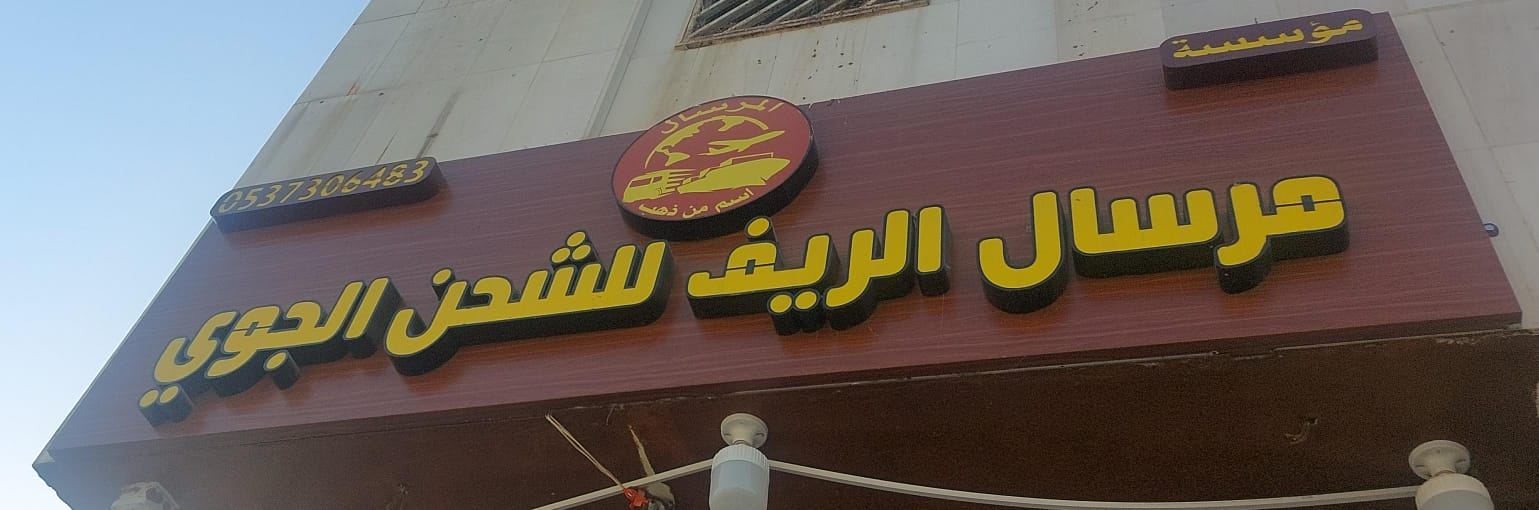 مؤسسة
المرسال
اسم من ذهب
0537306483
مرسال الريف للشحن الجوي